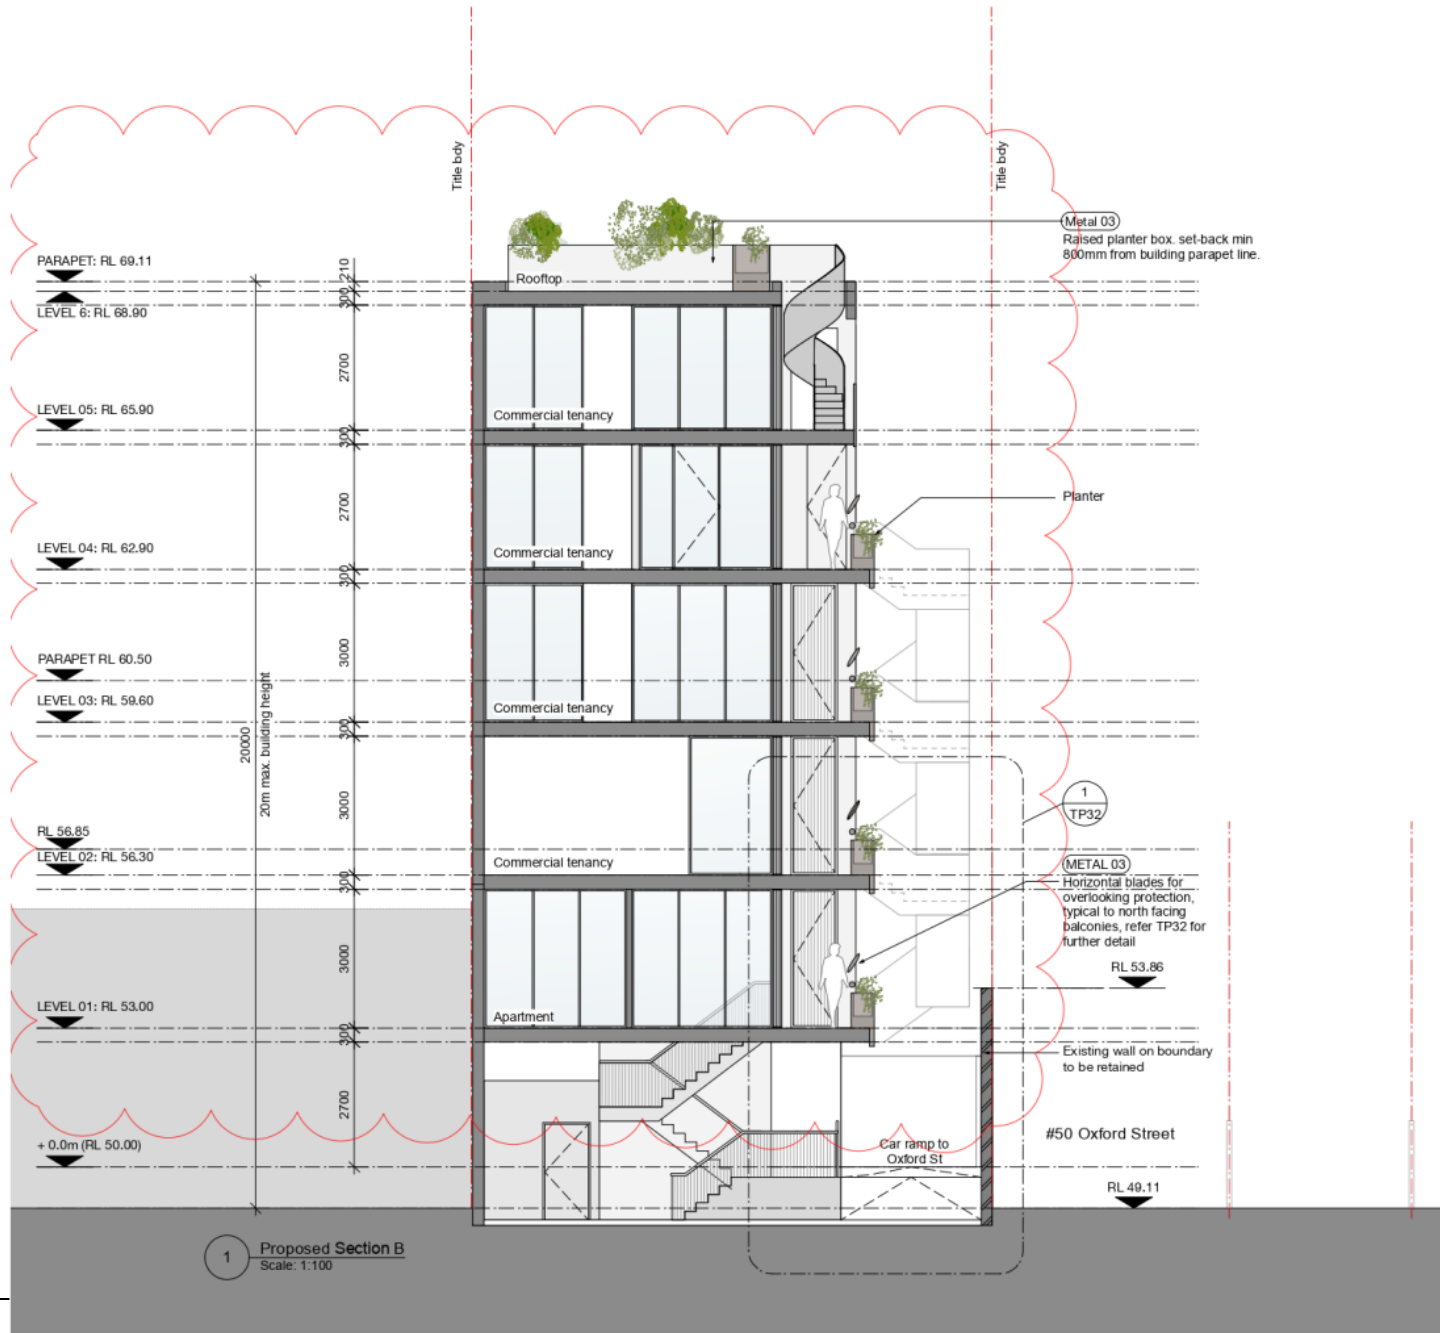 Title bdy
Title bdy
Metal 03
Raised planter box. set-back min
800mm from building parapet line.
PARAPET: RL 69.11
210
Rooftop
300
LEVEL 6: RL 68.90
2700
LEVEL 05: RL 65.90
Commercial tenancy
300
Planter
2700
LEVEL 04: RL 62.90
Commercial tenancy
300
3000
PARAPET RL 60.50
LEVEL 03: RL 59.60
Commercial tenancy
300
20000
20m max. building height
3000
1
TP32
RL 56.85
LEVEL 02: RL 56.30
Commercial tenancy
300
METAL 03
Horizontal blades for
overlooking protection,
typical to north facing
balconies, refer TP32 for
further detail
3000
RL 53.86
LEVEL 01: RL 53.00
Apartment
300
Existing wall on boundary
to be retained
2700
#50 Oxford Street
+ 0.0m (RL 50.00)
Car ramp to
Oxford St
RL 49.11
1
Proposed Section B
Scale: 1:100